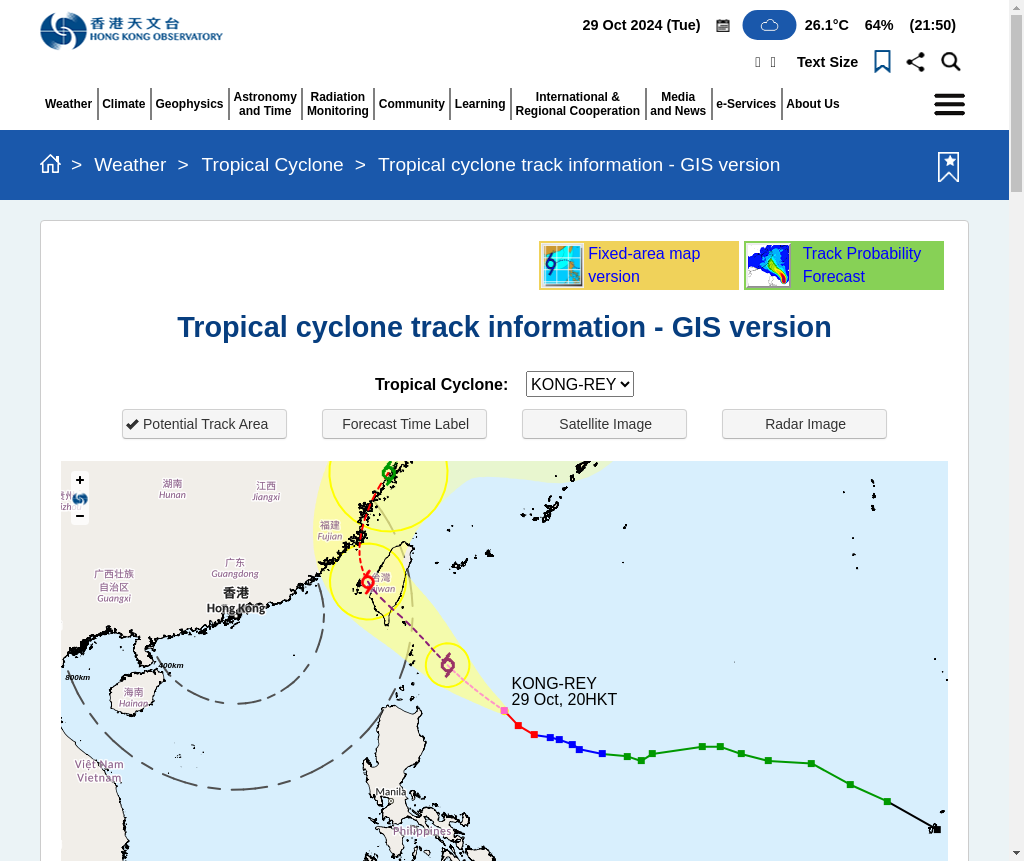 香港天文台
HONG KONG OBSERVATORY
29 Oct 2024 (Tue)
26.1°C 64% (21:50)
Text Size
Weather
Climate
Geophysics
Astronomy
and Time
Radiation
Monitoring
Community
Learning
International &
Regional Cooperation
Media
and News
e-Services
About Us
> Weather > Tropical Cyclone > Tropical cyclone track information - GIS version
Fixed-area map
version
Track Probability
Forecast
Tropical cyclone track information - GIS version
Tropical Cyclone: KONG-REY
Potential Track Area
Forecast Time Label
Satellite Image
Radar Image
+
−
湖南
Hunan
江西
Jiangxi
福建
Fujian
广东
Guangdong
广西壮族
自治区
Guangxi
香港
Hong Kong
400km
800km
海南
Hainan
KONG-REY
29 Oct, 20HKT
Việt Nam
Vietnam
Manila
Philippines